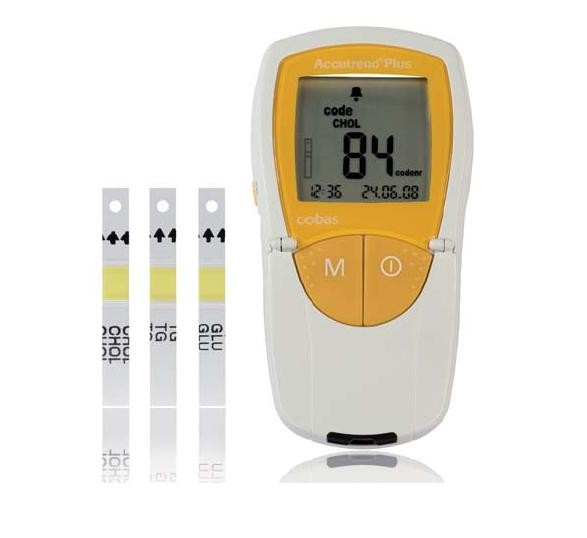 Accutrend® Plus
code
CHOL
84
codenr
12:36 24.06.08
cobas
M
CHOL
CHOL
TG
TG
GLU
GLU